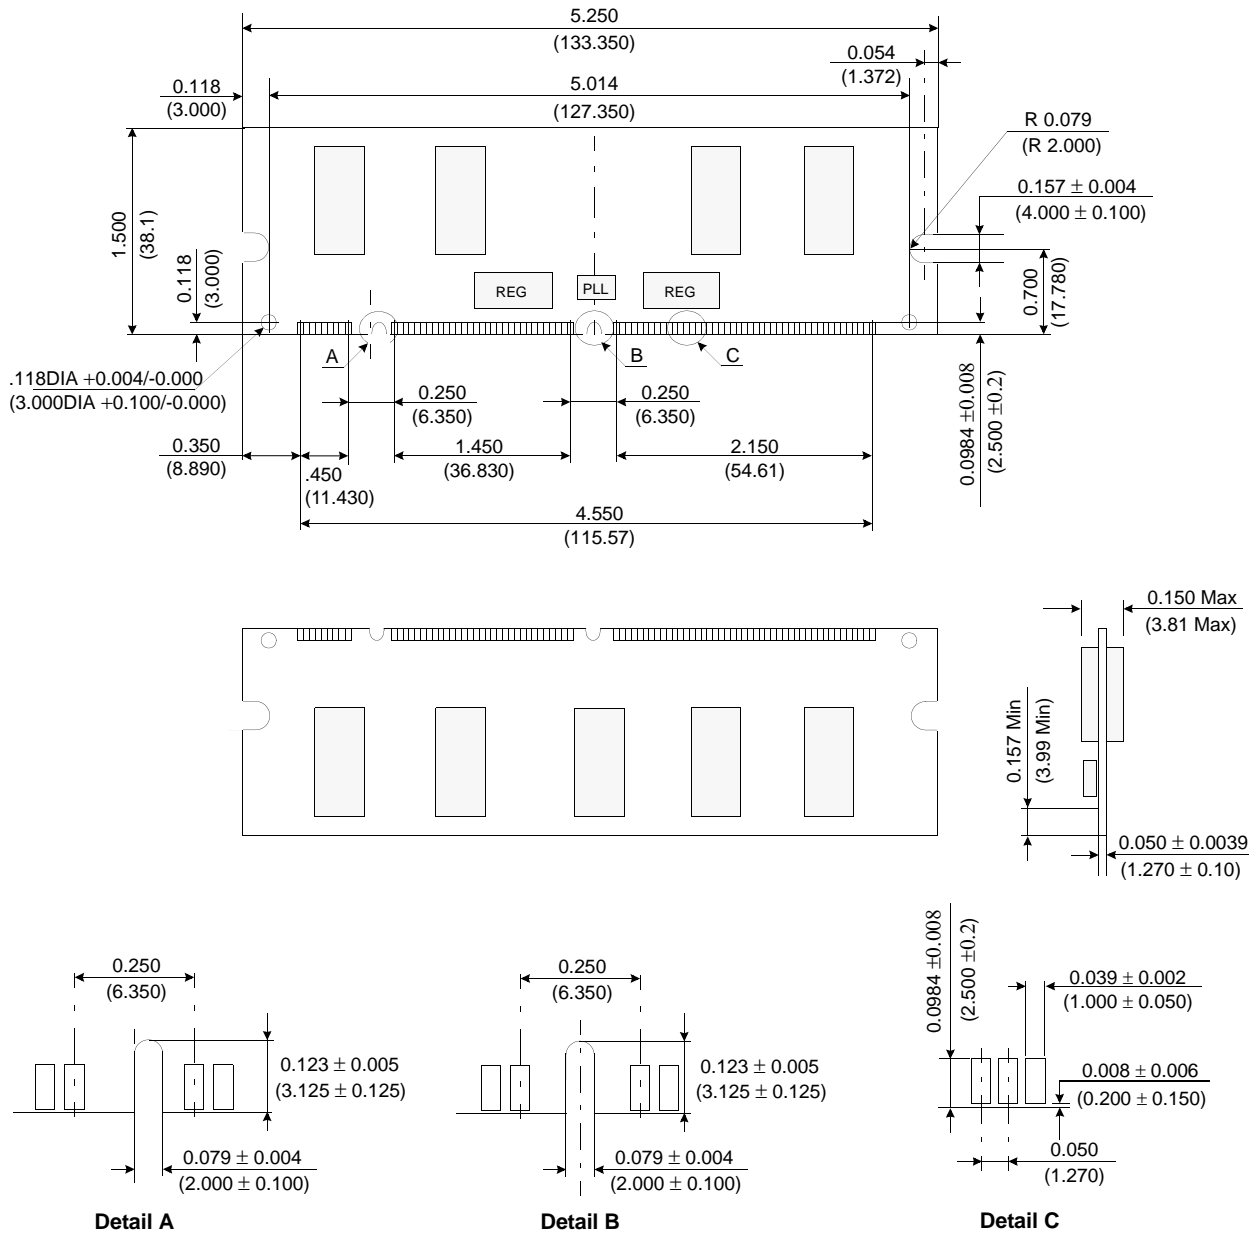 5.250
(133.350)
0.054
(1.372)
0.118
(3.000)
5.014
(127.350)
R 0.079
(R 2.000)
0.157 ± 0.004
(4.000 ± 0.100)
1.500
(38.1)
0.118
(3.000)
REG
PLL
REG
0.700
(17.780)
A
B
C
.118DIA +0.004/-0.000
(3.000DIA +0.100/-0.000)
0.250
(6.350)
0.250
(6.350)
0.0984 ±0.008
(2.500 ±0.2)
0.350
(8.890)
.450
(11.430)
1.450
(36.830)
2.150
(54.61)
4.550
(115.57)
0.150 Max
(3.81 Max)
0.157 Min
(3.99 Min)
0.050 ± 0.0039
(1.270 ± 0.10)
0.250
(6.350)
0.123 ± 0.005
(3.125 ± 0.125)
0.079 ± 0.004
(2.000 ± 0.100)
Detail A
0.250
(6.350)
0.123 ± 0.005
(3.125 ± 0.125)
0.079 ± 0.004
(2.000 ± 0.100)
Detail B
0.0984 ±0.008
(2.500 ±0.2)
0.039 ± 0.002
(1.000 ± 0.050)
0.008 ± 0.006
(0.200 ± 0.150)
0.050
(1.270)
Detail C